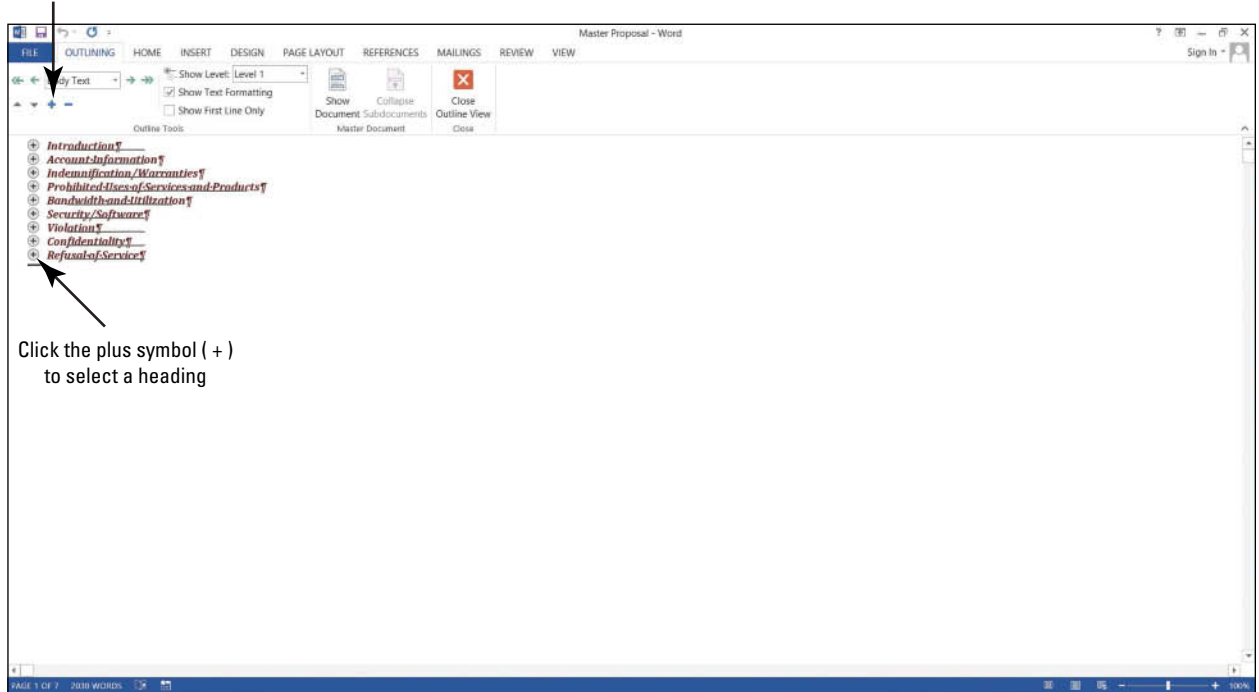 Master Proposal - Word
Sign In
FILE OUTLINING HOME INSERT DESIGN PAGE LAYOUT REFERENCES MAILINGS REVIEW VIEW
dy Text
Show Level: Level 1
Show Text Formatting
Show First Line Only
Show Document
Collapse Subdocuments
Close Outline View
Outline Tools
Master Document
Close
Introduction¶
Account·Information¶
Indemnification/Warranties¶
Prohibited·Uses·of·Services·and·Products¶
Bandwidth·and·Utilization¶
Security/Software¶
Violation¶
Confidentiality¶
Refusal·of·Service¶
Click the plus symbol ( + )
to select a heading
PAGE 1 OF 7 2030 WORDS
100%